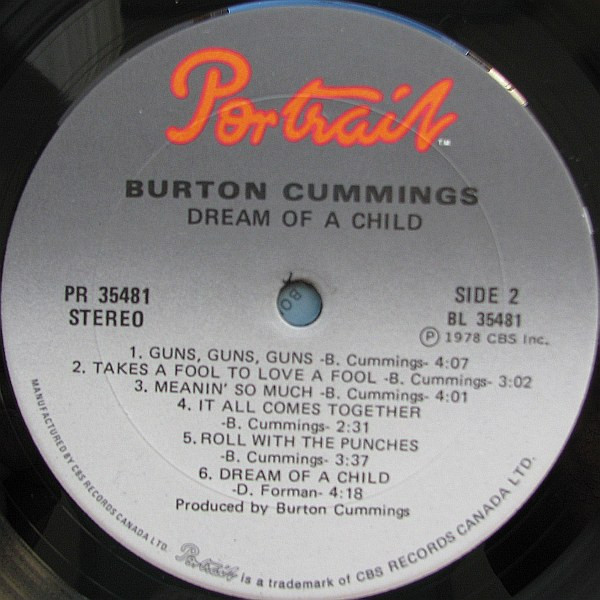 Portrait TM
BURTON CUMMINGS
DREAM OF A CHILD
PR 35481
STEREO
SIDE 2
BL 35481
Ⓟ 1978 CBS Inc.
1. GUNS, GUNS, GUNS -B. Cummings- 4:07
2. TAKES A FOOL TO LOVE A FOOL -B. Cummings- 3:02
3. MEANIN' SO MUCH -B. Cummings- 4:01
4. IT ALL COMES TOGETHER
-B. Cummings- 2:31
5. ROLL WITH THE PUNCHES
-B. Cummings- 3:37
6. DREAM OF A CHILD
-D. Forman- 4:18
Produced by Burton Cummings
MANUFACTURED BY CBS RECORDS CANADA LTD.
Portrait is a trademark of CBS RECORDS CANADA LTD.